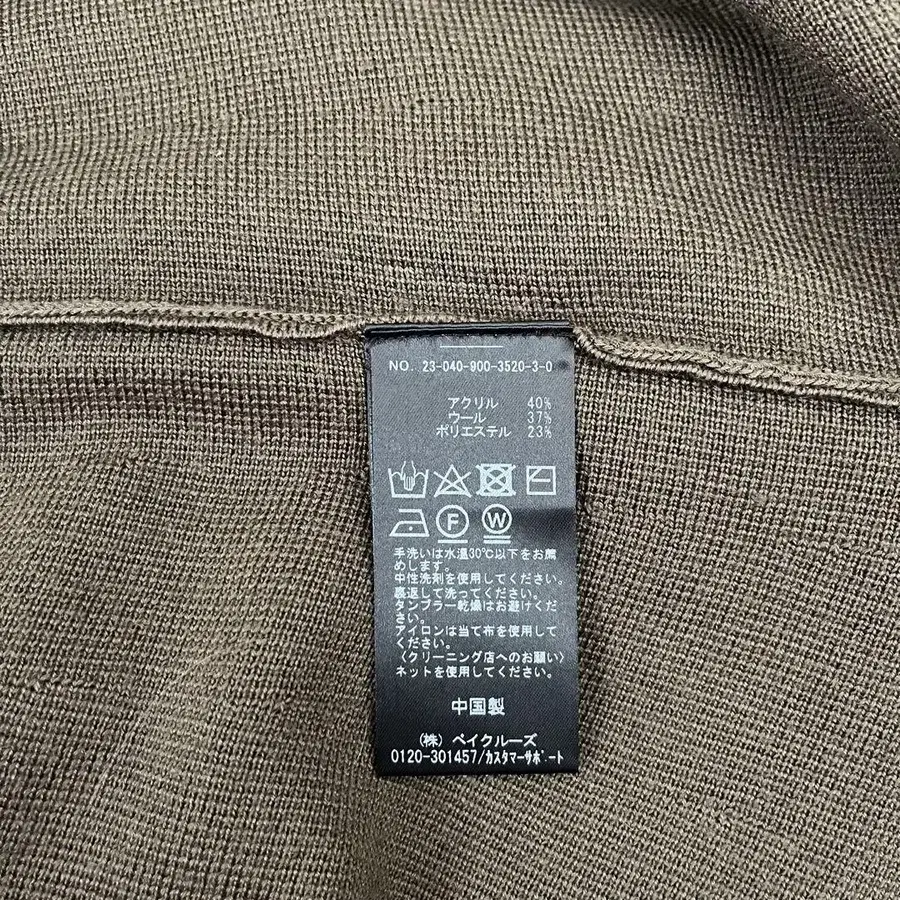 NO. 23-040-900-3520-3-0
アクリル 40%
ウール 37%
ポリエステル 23%
F W
手洗いは水温30℃以下をお薦
めします。
中性洗剤を使用してください。
裏返して洗ってください。
タンブラー乾燥はお避けくだ
さい。
アイロンは当て布を使用して
ください。
〈クリーニング店へのお願い〉
ネットを使用してください。
中国製
(株) ベイクルーズ
0120-301457/カスタマーサポート